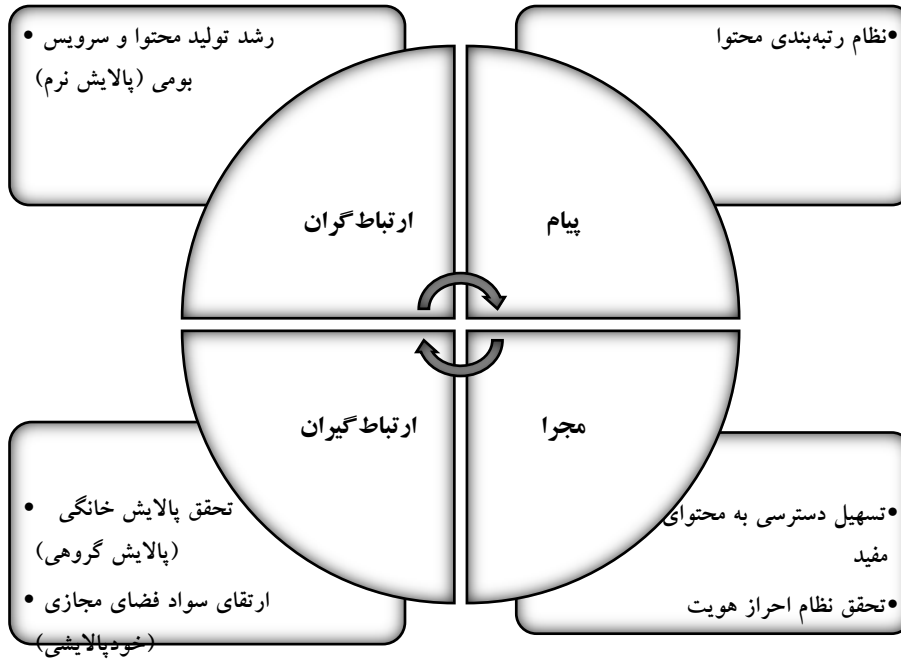 •نظام رتبه‌بندی محتوا
• رشد تولید محتوا و سرویس
بومی (پالایش نرم)
پیام
ارتباط‌گران
مجرا
ارتباط‌گیران
•تسهیل دسترسی به محتوای
مفید
•تحقق نظام احراز هویت
• تحقق پالایش خانگی
(پالایش گروهی)
• ارتقای سواد فضای مجازی
(خودپالایشی)